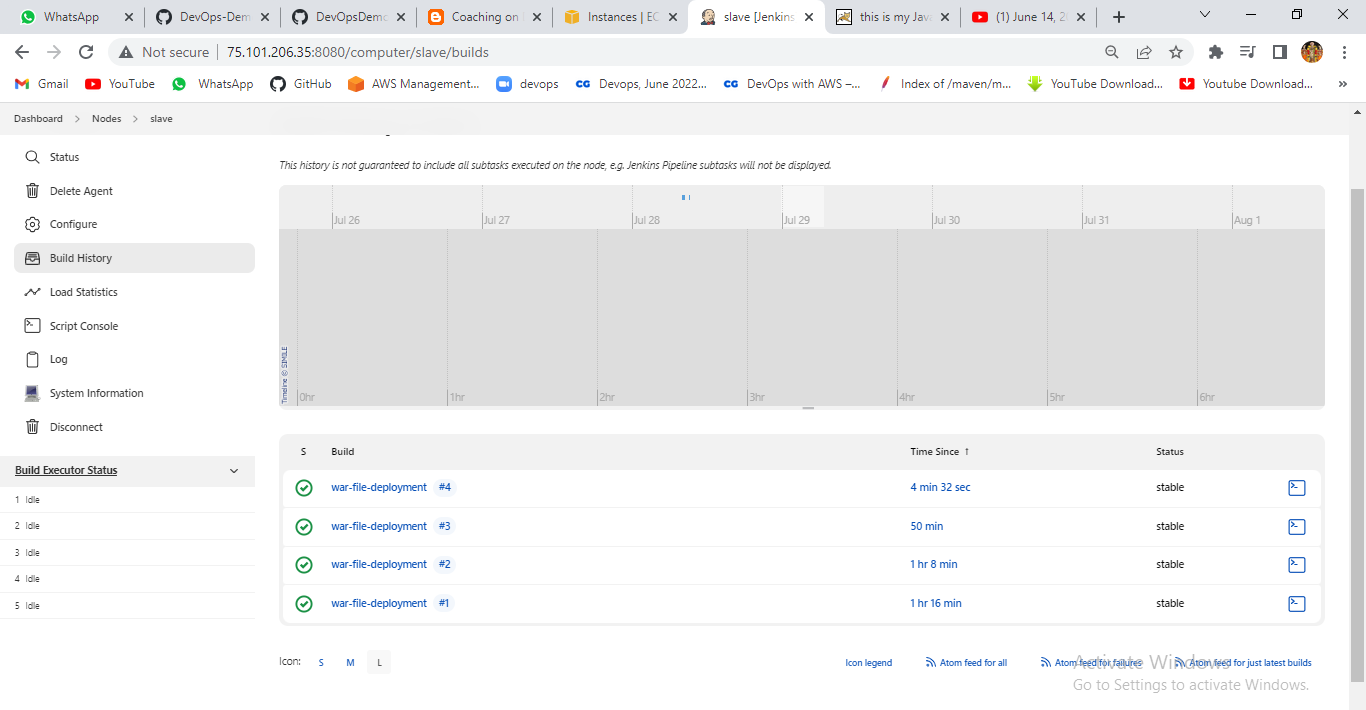 WhatsApp
DevOps-Dem
DevOpsDemo
Coaching on
Instances | EC
slave [Jenkins
this is my Java
(1) June 14, 2
Not secure
75.101.206.35:8080/computer/slave/builds
Gmail
YouTube
WhatsApp
GitHub
AWS Management...
devops
Devops, June 2022...
DevOps with AWS –...
Index of /maven/m...
YouTube Download...
Youtube Download...
»
Dashboard > Nodes > slave
Status
Delete Agent
Configure
Build History
Load Statistics
Script Console
Log
System Information
Disconnect
Build Executor Status
1 Idle
2 Idle
3 Idle
4 Idle
5 Idle
This history is not guaranteed to include all subtasks executed on the node, e.g. Jenkins Pipeline subtasks will not be displayed.
Jul 26 Jul 27 Jul 28 Jul 29 Jul 30 Jul 31 Aug 1
Timeline © SIMILE
0hr 1hr 2hr 3hr 4hr 5hr 6hr
S Build Time Since ↑ Status
war-file-deployment #4 4 min 32 sec stable
war-file-deployment #3 50 min stable
war-file-deployment #2 1 hr 8 min stable
war-file-deployment #1 1 hr 16 min stable
Icon: S M L
Icon legend
Atom feed for all
Atom feed for failures
Atom feed for just latest builds
Activate Windows
Go to Settings to activate Windows.